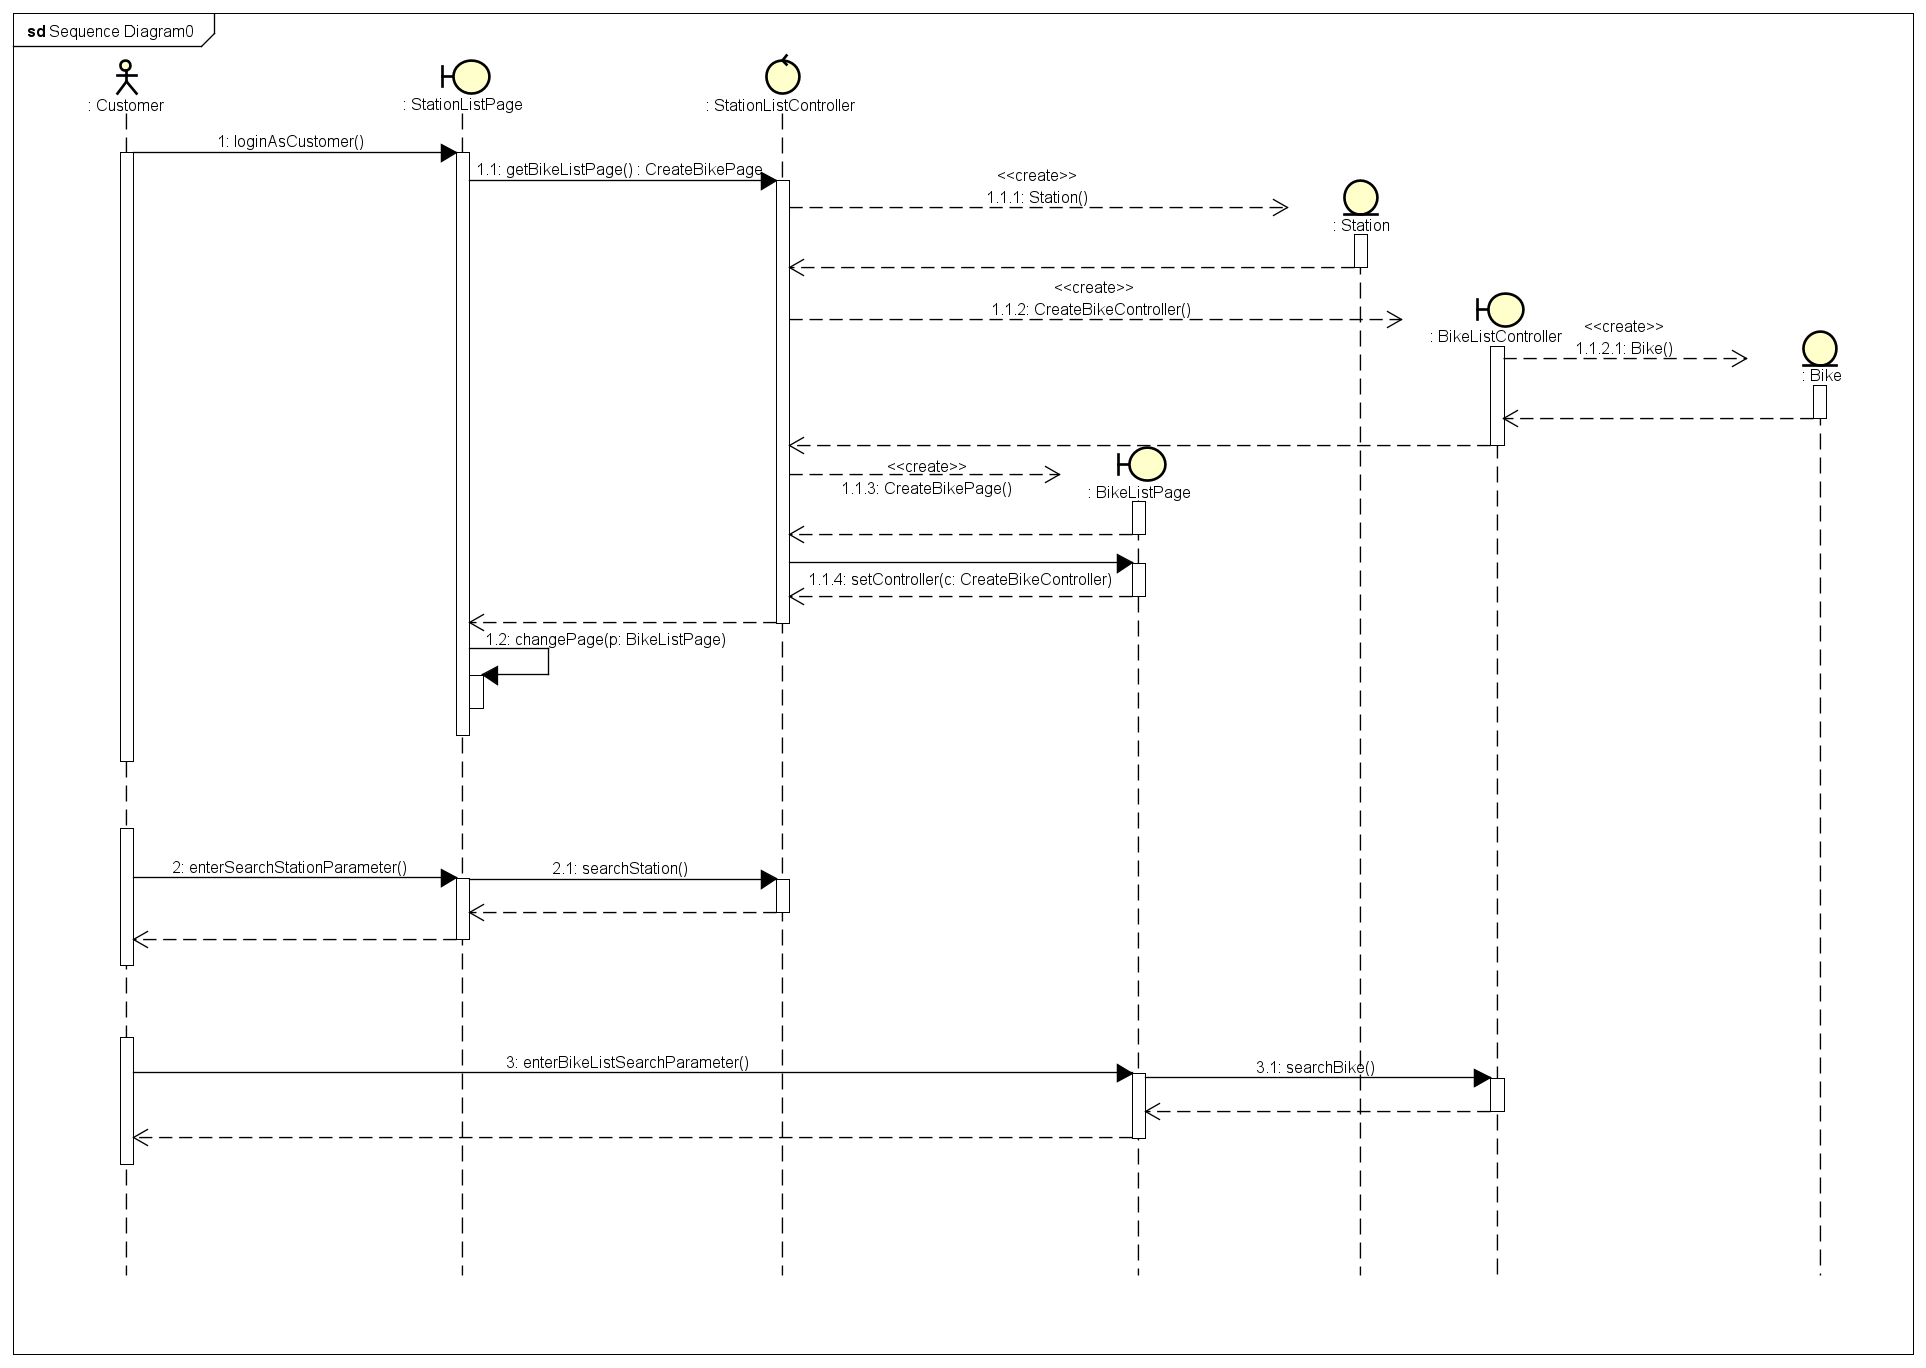 sd Sequence Diagram0
: Customer
: StationListPage
: StationListController
1: loginAsCustomer()
1.1: getBikeListPage() : CreateBikePage
<<create>>
1.1.1: Station()
: Station
<<create>>
1.1.2: CreateBikeController()
: BikeListController
<<create>>
1.1.2.1: Bike()
: Bike
<<create>>
1.1.3: CreateBikePage()
: BikeListPage
1.1.4: setController(c: CreateBikeController)
1.2: changePage(p: BikeListPage)
2: enterSearchStationParameter()
2.1: searchStation()
3: enterBikeListSearchParameter()
3.1: searchBike()